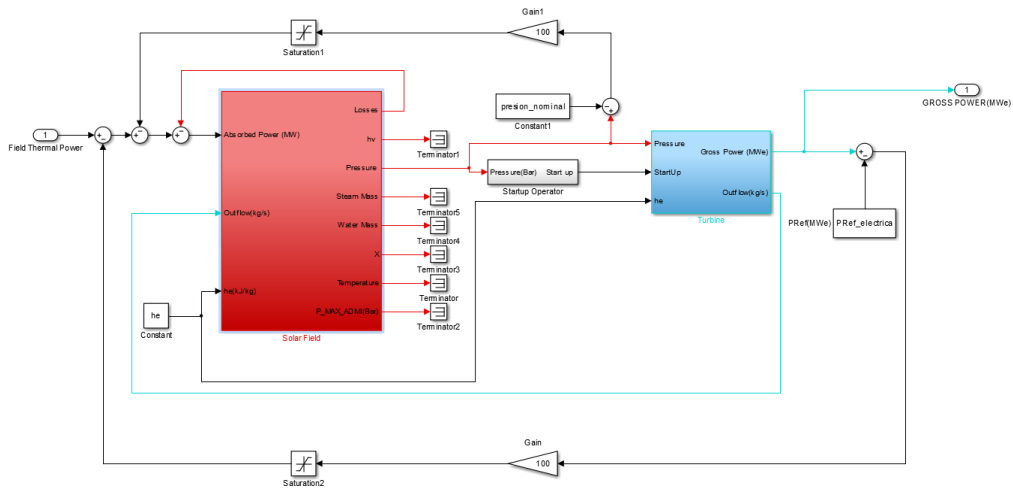 Gain1
100
Saturation1
presion_nominal
Constant1
1
GROSS POWER(MWe)
Losses
1
Field Thermal Power
Absorbed Power (MW)
hv
Terminator1
Pressure
Pressure
Gross Power (MWe)
Pressure(Bar)
Start up
Startup Operator
StartUp
Steam Mass
Terminator5
Outflow(kg/s)
he
Outflow(kg/s)
Turbine
Water Mass
Terminator4
PRef(MWe)
PRef_electrica
X
Terminator3
Temperature
Terminator
he(kJ/kg)
he
Constant
P_MAX_ADMI(Bar)
Terminator2
Solar Field
Gain
100
Saturation2